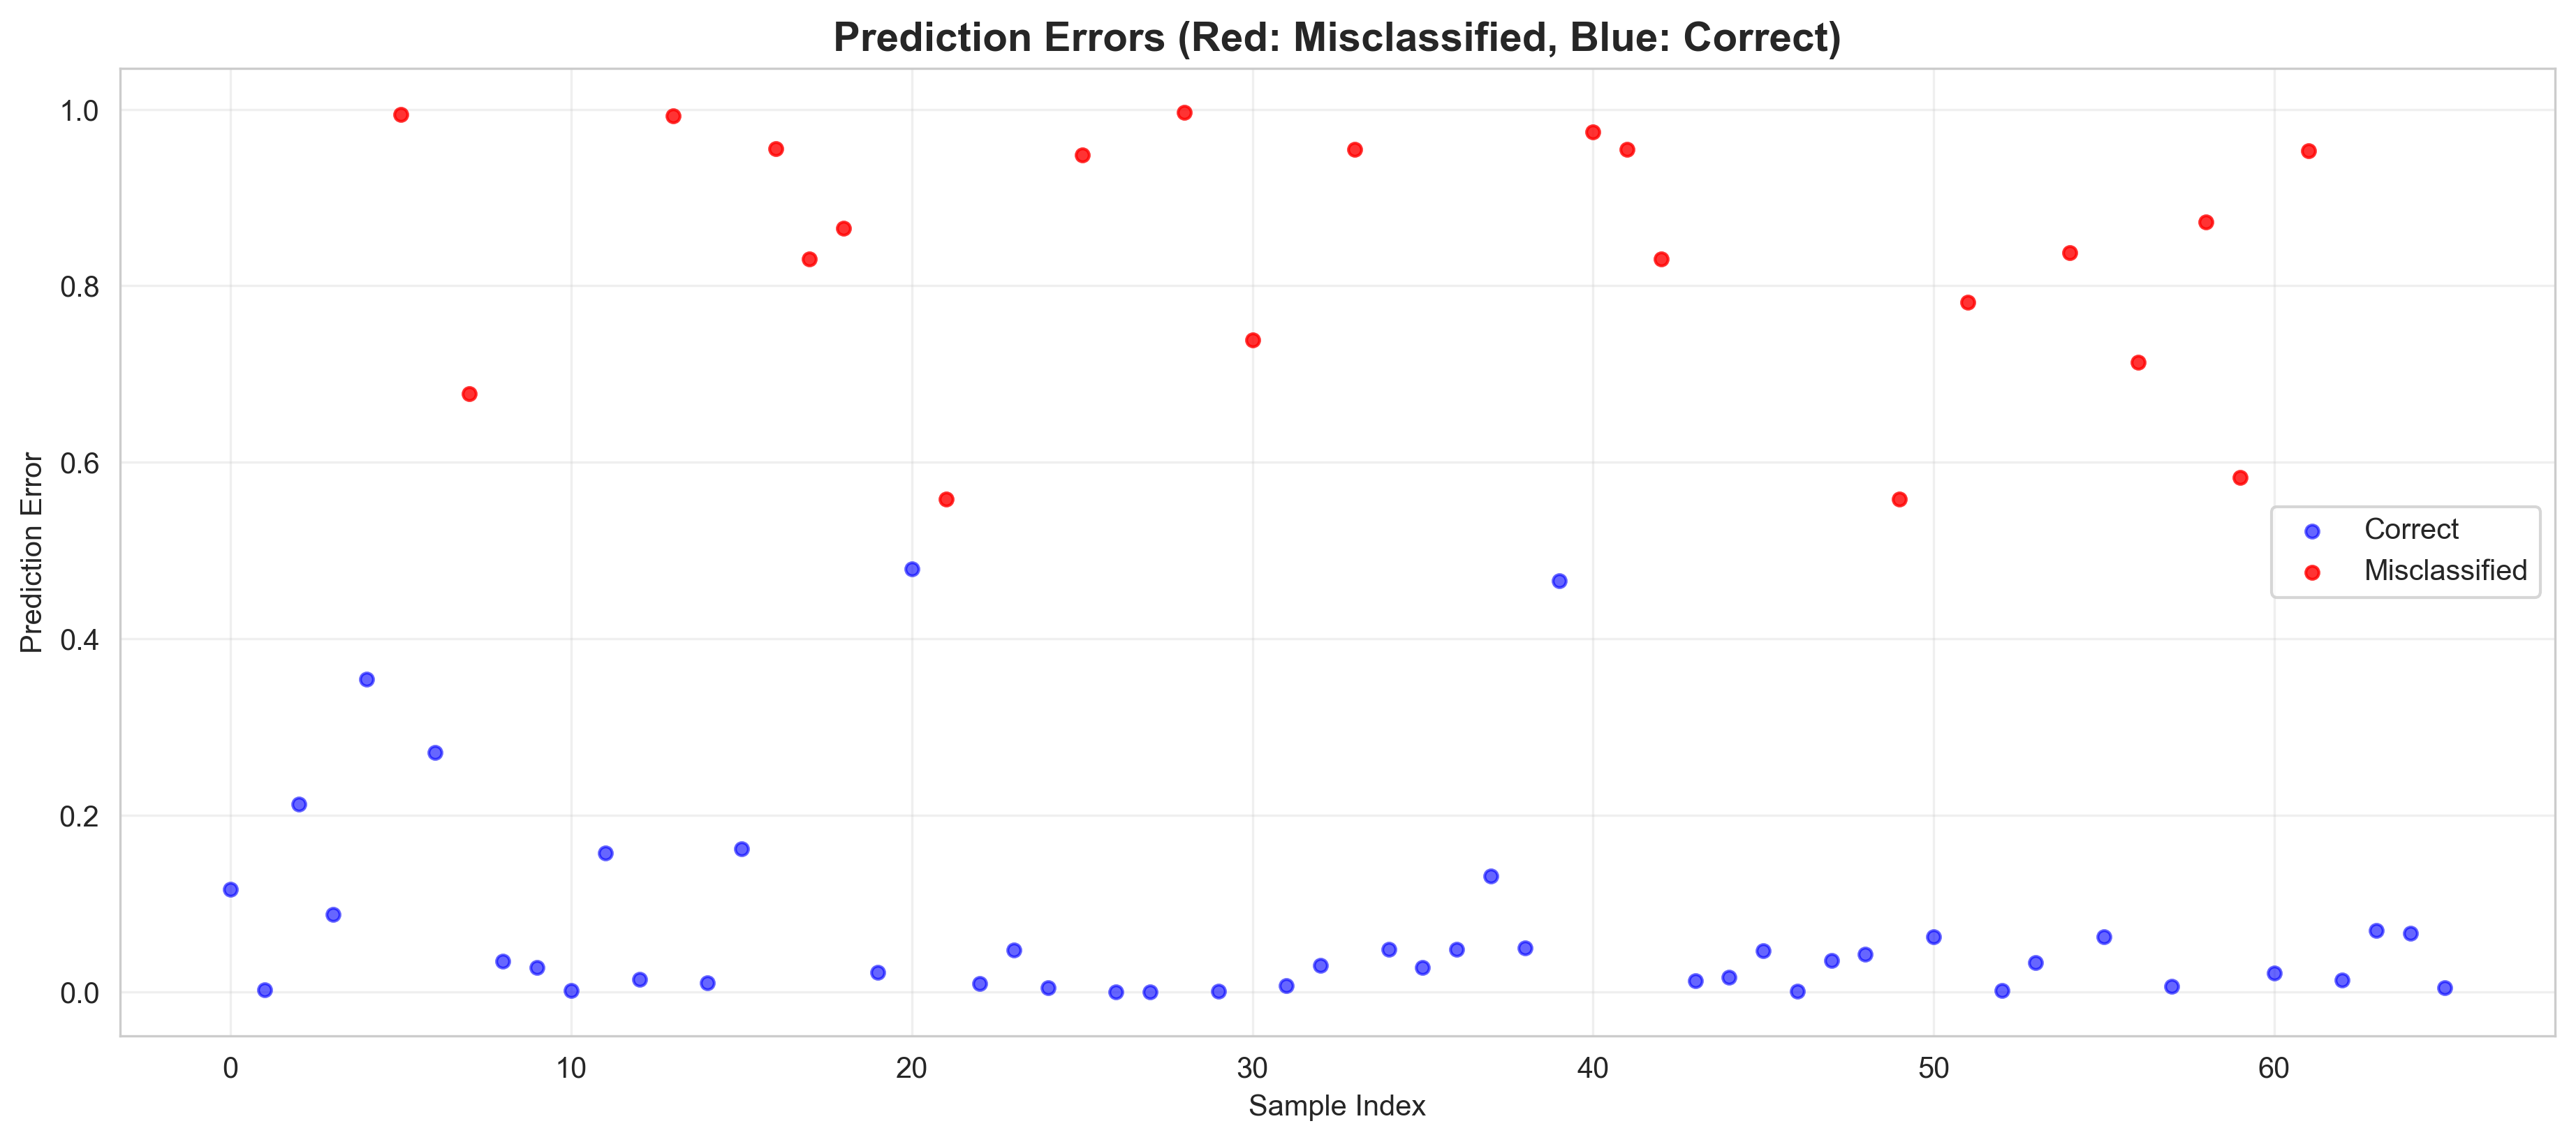 Prediction Errors (Red: Misclassified, Blue: Correct)
1.0
0.8
0.6
0.4
0.2
0.0
Prediction Error
Correct
Misclassified
0 10 20 30 40 50 60
Sample Index